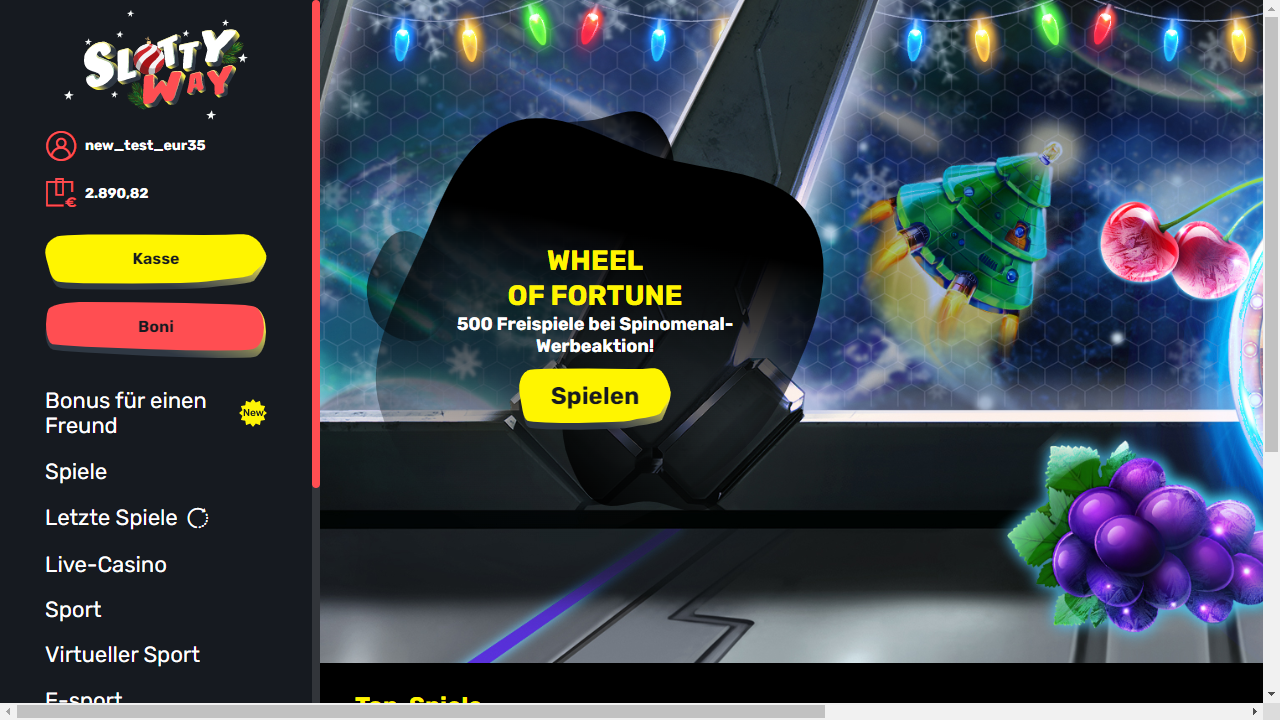 SLOTTY
WAY
new_test_eur35
€
2.890,82
Kasse
Boni
Bonus für einen
Freund
New
Spiele
Letzte Spiele
Live-Casino
Sport
Virtueller Sport
E-sport
WHEEL
OF FORTUNE
500 Freispiele bei Spinomenal-
Werbeaktion!
Spielen
Top-Spiele